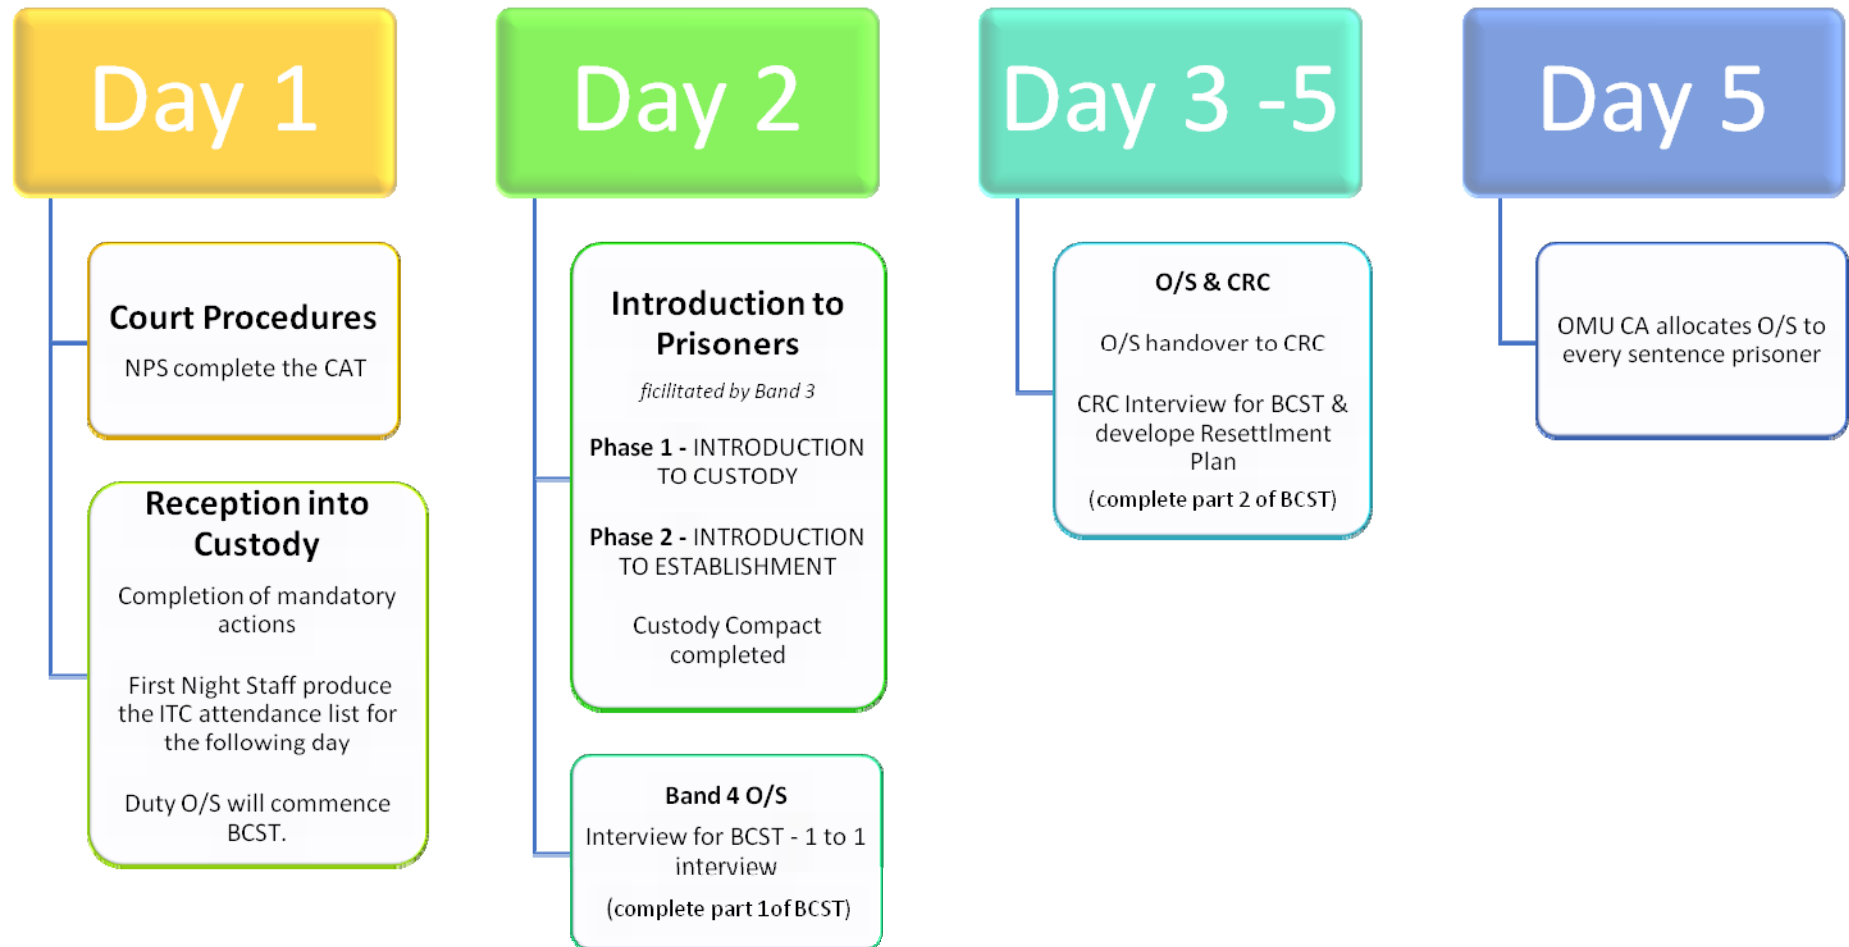 Day 1
Court Procedures
NPS complete the CAT
Reception into
Custody
Completion of mandatory
actions
First Night Staff produce
the ITC attendance list for
the following day
Duty O/S will commence
BCST.
Day 2
Introduction to
Prisoners
ficilitated by Band 3
Phase 1 - INTRODUCTION
TO CUSTODY
Phase 2 - INTRODUCTION
TO ESTABLISHMENT
Custody Compact
completed
Band 4 O/S
Interview for BCST - 1 to 1
interview
(complete part 1of BCST)
Day 3 -5
O/S & CRC
O/S handover to CRC
CRC Interview for BCST &
develope Resettlment
Plan
(complete part 2 of BCST)
Day 5
OMU CA allocates O/S to
every sentence prisoner